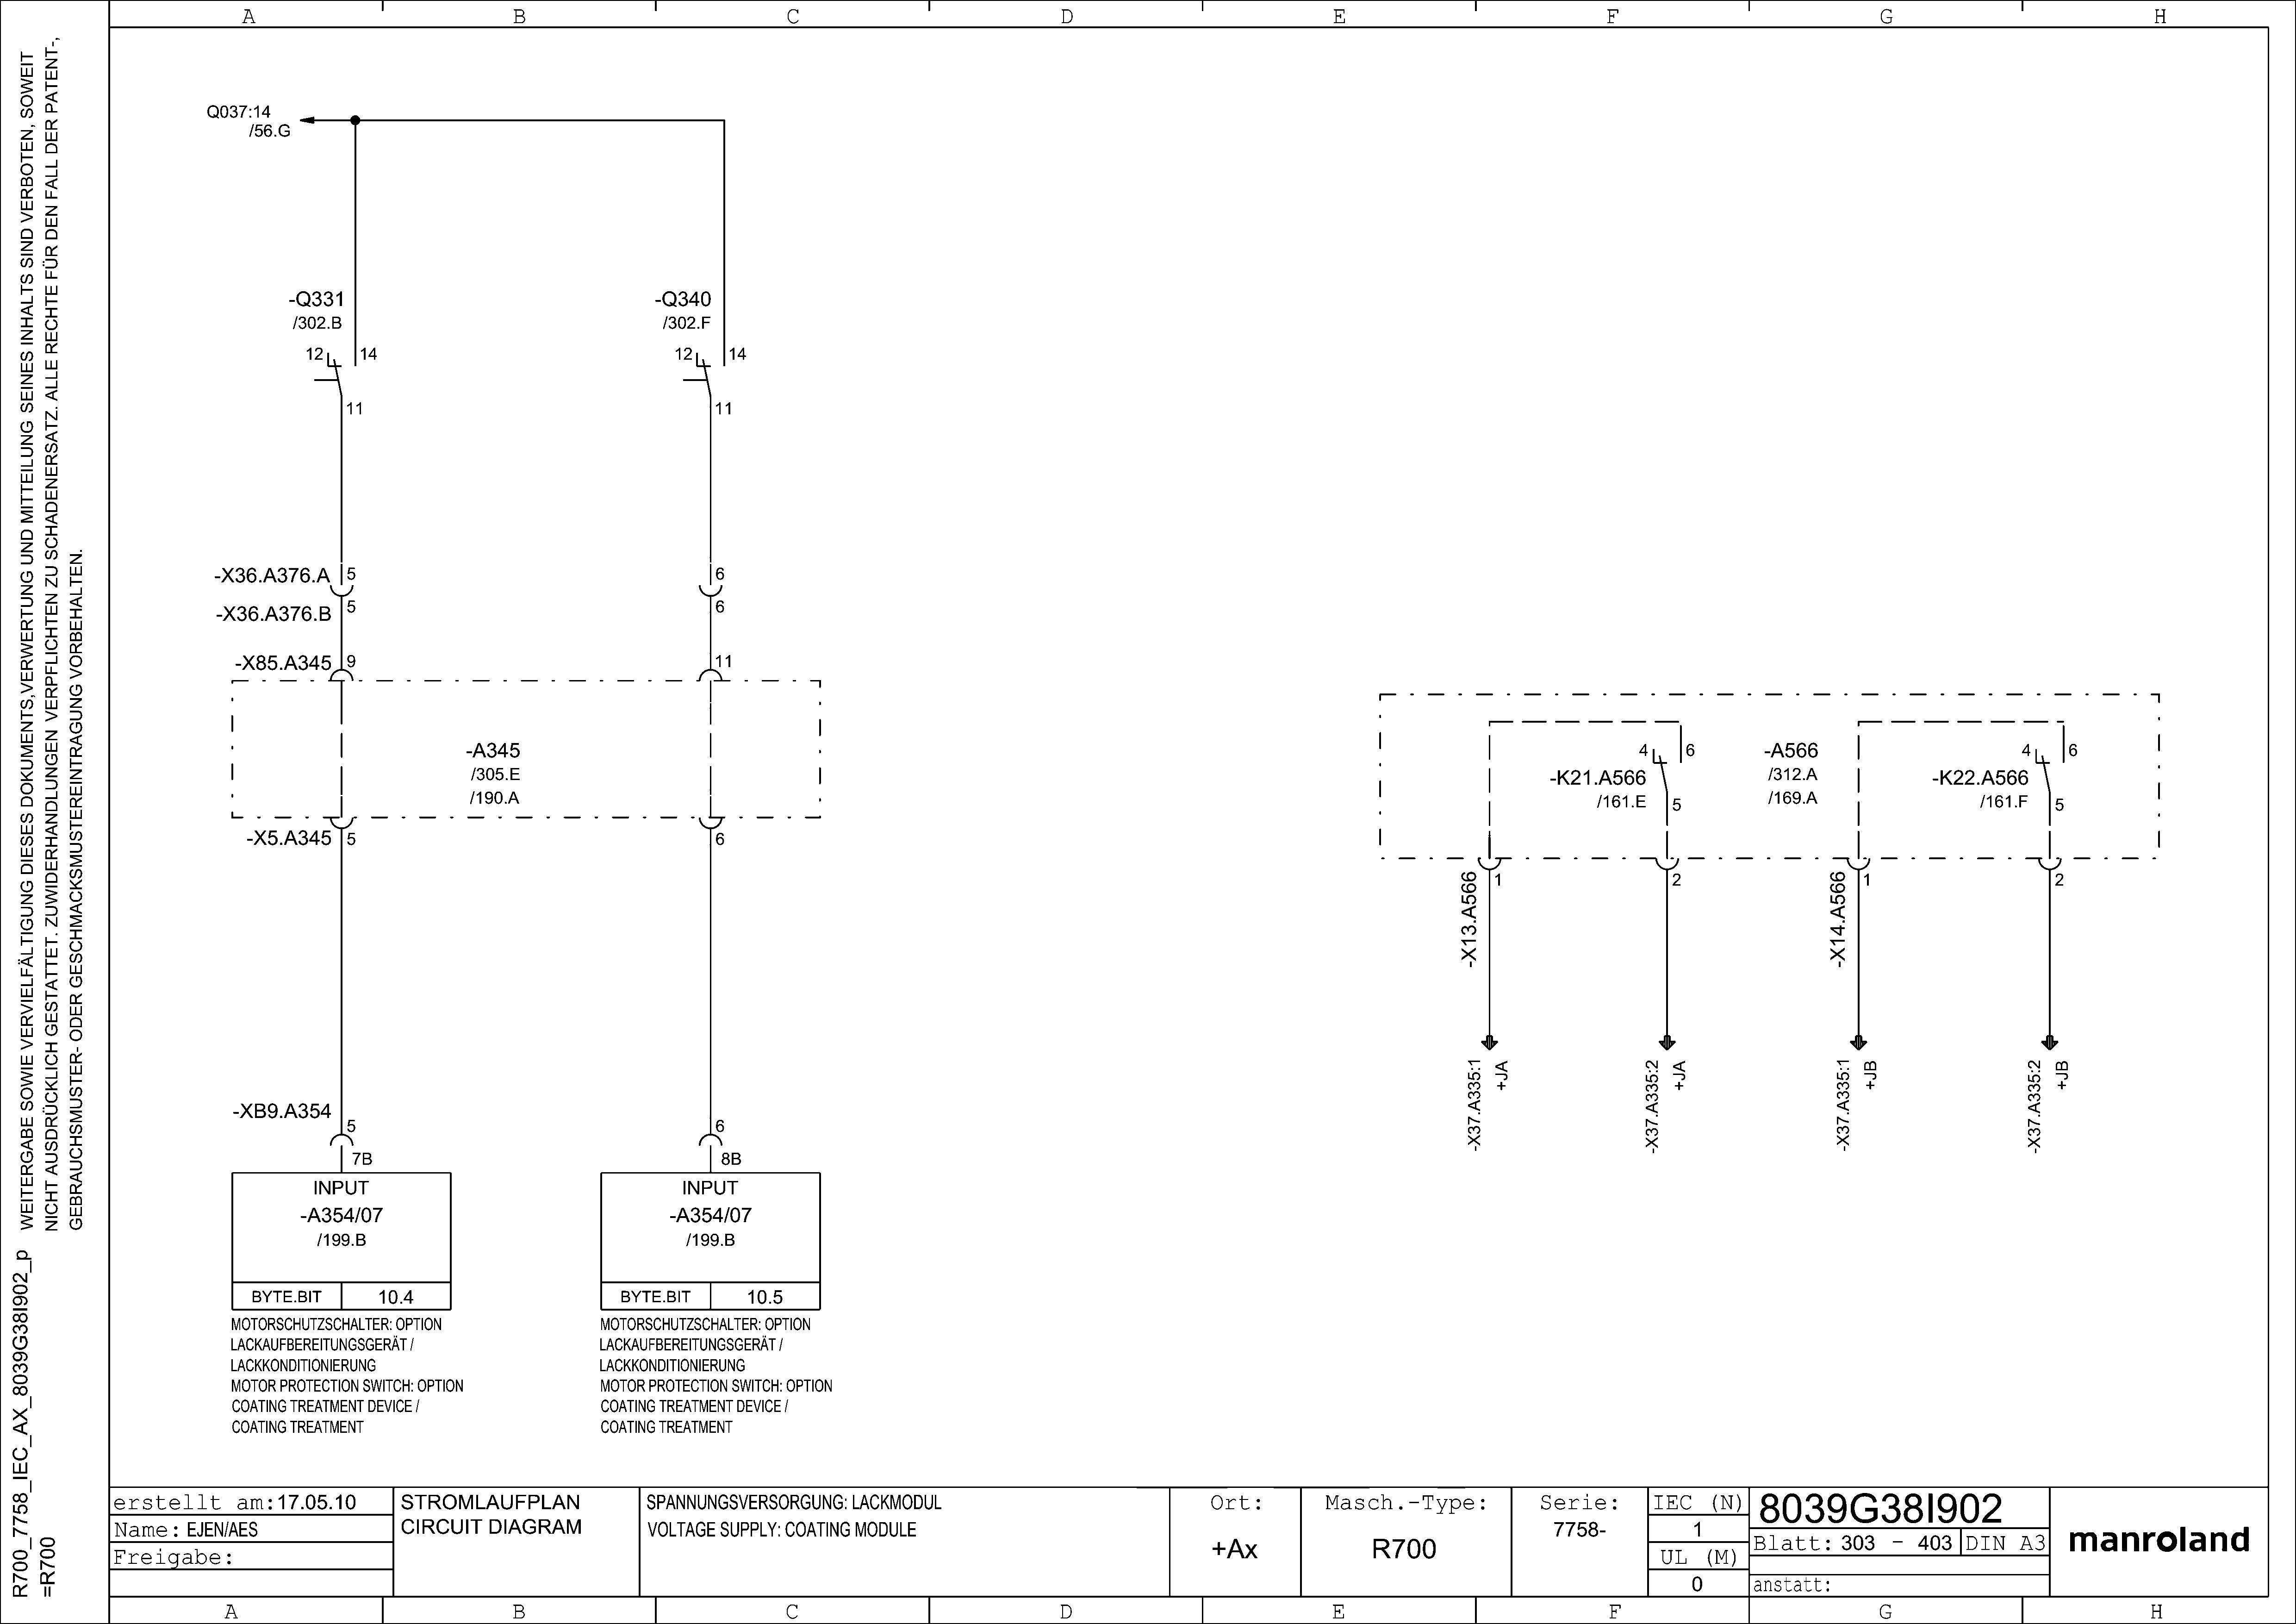 A B C D E F G H
WEITERGABE SOWIE VERVIELFÄLTIGUNG DIESES DOKUMENTS,VERWERTUNG UND MITTEILUNG SEINES INHALTS SIND VERBOTEN, SOWEIT
NICHT AUSDRÜCKLICH GESTATTET. ZUWIDERHANDLUNGEN VERPFLICHTEN ZU SCHADENERSATZ. ALLE RECHTE FÜR DEN FALL DER PATENT-,
GEBRAUCHSMUSTER- ODER GESCHMACKSMUSTEREINTRAGUNG VORBEHALTEN.
R700_7758_IEC_AX_8039G38I902_p
=R700
Q037:14
/56.G
-Q331
/302.B
12 14
11
-Q340
/302.F
12 14
11
-X36.A376.A 5 6
-X36.A376.B 5 6
-X85.A345 9 11
-A345
/305.E
/190.A
-X5.A345 5 6
-XB9.A354 5 6
7B 8B
INPUT
-A354/07
/199.B
BYTE.BIT 10.4
MOTORSCHUTZSCHALTER: OPTION
LACKAUFBEREITUNGSGERÄT /
LACKKONDITIONIERUNG
MOTOR PROTECTION SWITCH: OPTION
COATING TREATMENT DEVICE /
COATING TREATMENT
INPUT
-A354/07
/199.B
BYTE.BIT 10.5
MOTORSCHUTZSCHALTER: OPTION
LACKAUFBEREITUNGSGERÄT /
LACKKONDITIONIERUNG
MOTOR PROTECTION SWITCH: OPTION
COATING TREATMENT DEVICE /
COATING TREATMENT
4 6
-K21.A566
/161.E 5
-A566
/312.A
/169.A
4 6
-K22.A566
/161.F 5
-X13.A566 1 2
-X14.A566 1 2
-X37.A335:1
+JA
-X37.A335:2
+JA
-X37.A335:1
+JB
-X37.A335:2
+JB
erstellt am:17.05.10
Name: EJEN/AES
Freigabe:
STROMLAUFPLAN
CIRCUIT DIAGRAM
SPANNUNGSVERSORGUNG: LACKMODUL
VOLTAGE SUPPLY: COATING MODULE
Ort:
+Ax
Masch.-Type:
R700
Serie:
7758-
IEC (N)
1
UL (M)
0
8039G38I902
Blatt: 303 - 403 DIN A3
anstatt:
manroland
A B C D E F G H